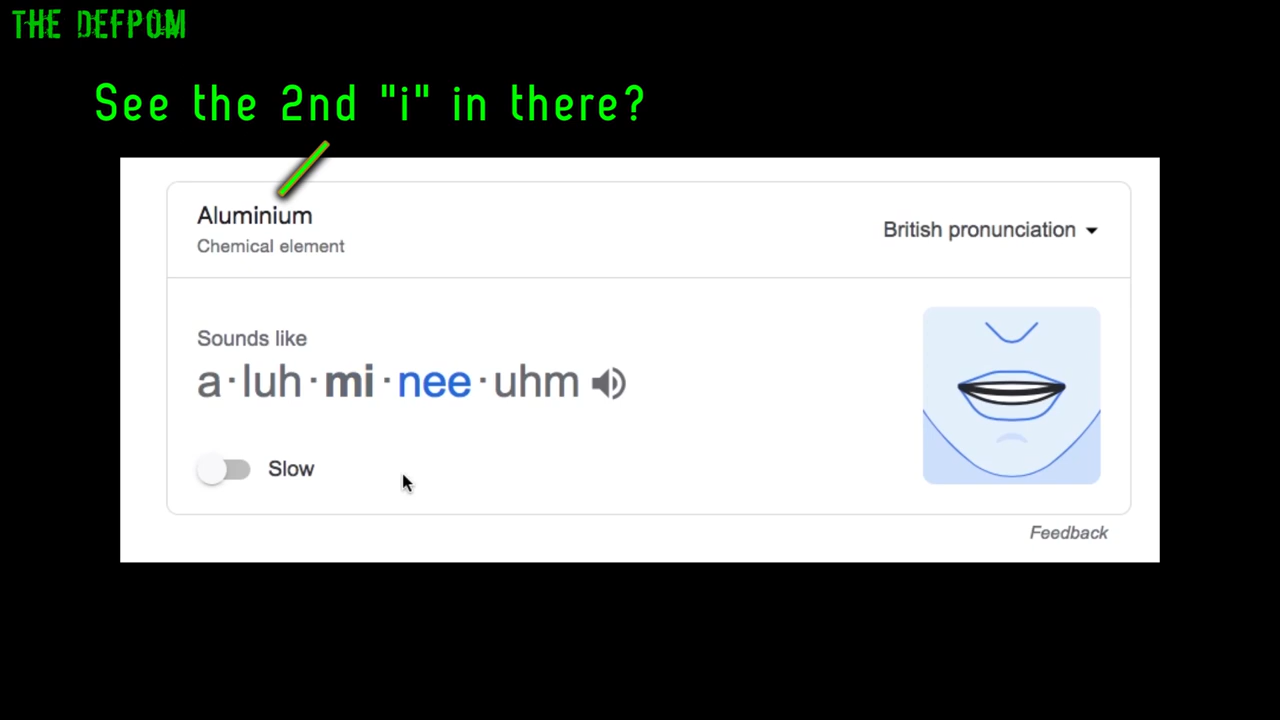 THE DEFPOM
See the 2nd "i" in there?
Aluminium
Chemical element
British pronunciation
Sounds like
a·luh·mi·nee·uhm
Slow
Feedback